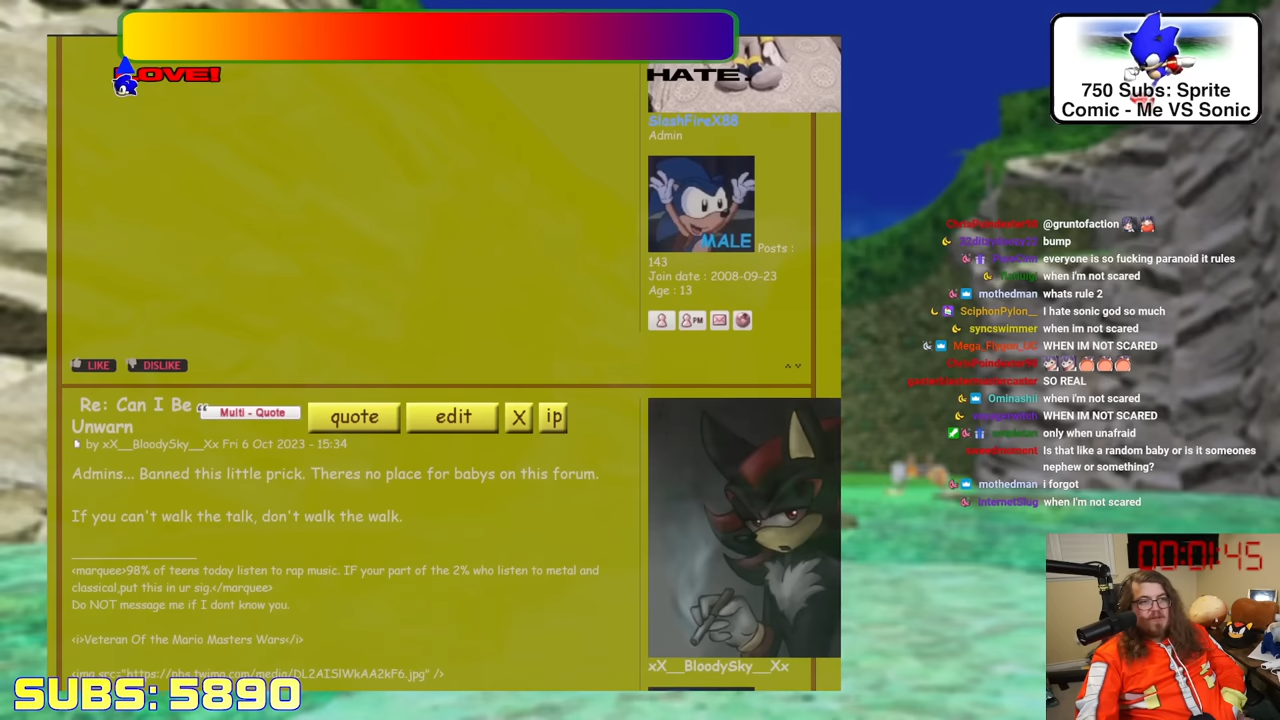 LOVE!
HATE.
750 Subs: Sprite
Comic - Me VS Sonic
SlashFireX88
Admin
MALE
Posts :
143
Join date : 2008-09-23
Age : 13
PM
LIKE
DISLIKE
Re: Can I Be
Unwarn
Multi - Quote
quote
edit
X
ip
by xX__BloodySky__Xx Fri 6 Oct 2023 - 15:34
Admins... Banned this little prick. Theres no place for babys on this forum.
If you can't walk the talk, don't walk the walk.
<marquee>98% of teens today listen to rap music. IF your part of the 2% who listen to metal and
classical,put this in ur sig.</marquee>
Do NOT message me if I dont know you.
<i>Veteran Of the Mario Masters Wars</i>
xX__BloodySky__Xx
SUBS: 5890
@gruntofaction
bump
everyone is so fucking paranoid it rules
when i'm not scared
mothedman whats rule 2
SciphonPylon__ I hate sonic god so much
syncswimmer when im not scared
WHEN IM NOT SCARED
SO REAL
Ominashii when i'm not scared
WHEN IM NOT SCARED
only when unafraid
Is that like a random baby or is it someones
nephew or something?
mothedman i forgot
InternetSlug when I'm not scared
00:01:45